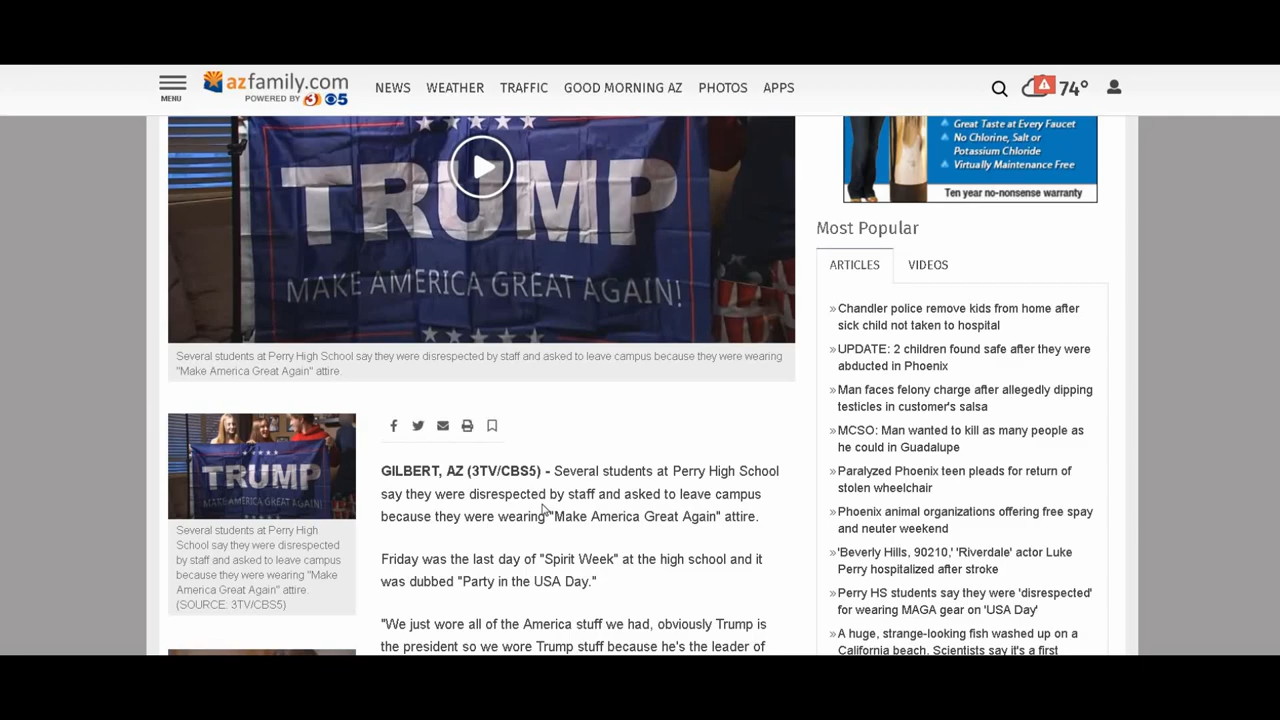 MENU
azfamily.com
POWERED BY 3 5
NEWS WEATHER TRAFFIC GOOD MORNING AZ PHOTOS APPS
74°
TRUMP
MAKE AMERICA GREAT AGAIN!
Several students at Perry High School say they were disrespected by staff and asked to leave campus because they were wearing
"Make America Great Again" attire.
TRUMP
MAKE AMERICA GREAT AGAIN!
Several students at Perry High
School say they were disrespected
by staff and asked to leave campus
because they were wearing "Make
America Great Again" attire.
(SOURCE: 3TV/CBS5)
GILBERT, AZ (3TV/CBS5) - Several students at Perry High School
say they were disrespected by staff and asked to leave campus
because they were wearing "Make America Great Again" attire.
Friday was the last day of "Spirit Week" at the high school and it
was dubbed "Party in the USA Day."
"We just wore all of the America stuff we had, obviously Trump is
the president so we wore Trump stuff because he's the leader of
Great Taste at Every Faucet
No Chlorine, Salt or
Potassium Chloride
Virtually Maintenance Free
Ten year no-nonsense warranty
Most Popular
ARTICLES VIDEOS
» Chandler police remove kids from home after
sick child not taken to hospital
» UPDATE: 2 children found safe after they were
abducted in Phoenix
» Man faces felony charge after allegedly dipping
testicles in customer's salsa
» MCSO: Man wanted to kill as many people as
he could in Guadalupe
» Paralyzed Phoenix teen pleads for return of
stolen wheelchair
» Phoenix animal organizations offering free spay
and neuter weekend
» 'Beverly Hills, 90210,' 'Riverdale' actor Luke
Perry hospitalized after stroke
» Perry HS students say they were 'disrespected'
for wearing MAGA gear on 'USA Day'
» A huge, strange-looking fish washed up on a
California beach. Scientists say it's a first